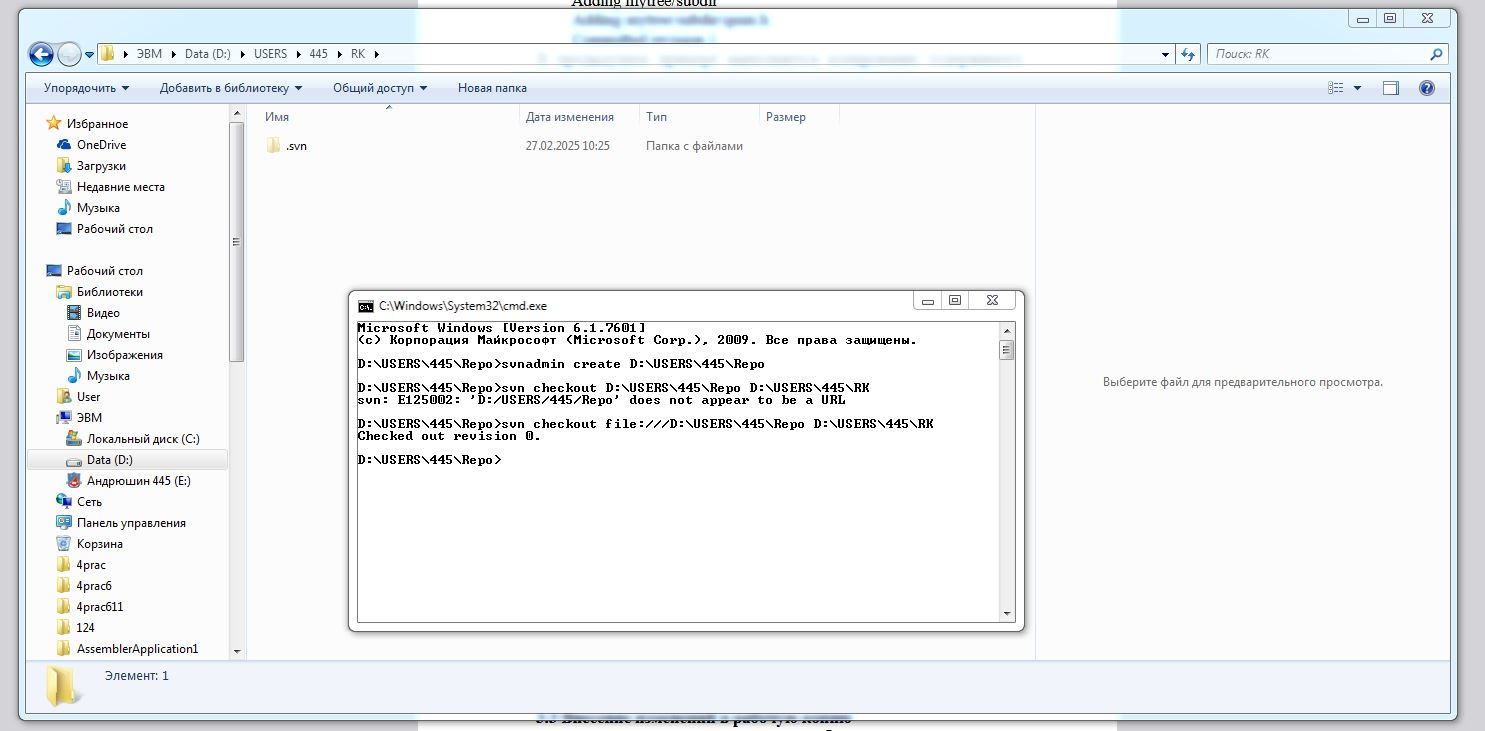 Adding mytree/subdir
ЭВМ Data (D:) USERS 445 RK
Поиск: RK
Упорядочить Добавить в библиотеку Общий доступ Новая папка
Избранное
OneDrive
Загрузки
Недавние места
Музыка
Рабочий стол
Рабочий стол
Библиотеки
Видео
Документы
Изображения
Музыка
User
ЭВМ
Локальный диск (C:)
Data (D:)
Андрюшин 445 (E:)
Сеть
Панель управления
Корзина
4prac
4prac6
4prac611
124
AssemblerApplication1
Имя Дата изменения Тип Размер
.svn 27.02.2025 10:25 Папка с файлами
C:\Windows\System32\cmd.exe
Microsoft Windows [Version 6.1.7601]
(c) Корпорация Майкрософт (Microsoft Corp.), 2009. Все права защищены.
D:\USERS\445\Repo>svnadmin create D:\USERS\445\Repo
D:\USERS\445\Repo>svn checkout D:\USERS\445\Repo D:\USERS\445\RK
svn: E125002: 'D:/USERS/445/Repo' does not appear to be a URL
D:\USERS\445\Repo>svn checkout file:///D:\USERS\445\Repo D:\USERS\445\RK
Checked out revision 0.
D:\USERS\445\Repo>
Выберите файл для предварительного просмотра.
Элемент: 1